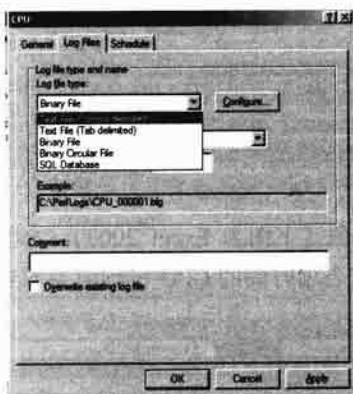 CPU
General Log Files Schedule
Log file type and name
Log file type:
Binary File Configure...
Text File (Tab delimited)
Binary File
Binary Circular File
SQL Database
Example:
C:\PerfLogs\CPU_000001.blg
Comment:
Overwrite existing log file
OK Cancel Apply